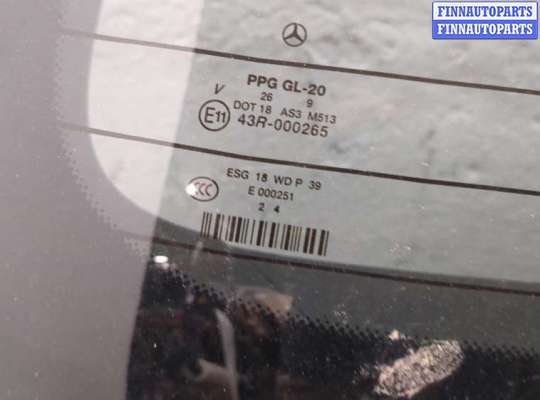 FINNAUTOPARTS
FINNAUTOPARTS
PPG GL-20
V 26 9
DOT 18 AS3 M513
E11 43R-000265
ESG 18 WD P 39
CCC E 000251
2 4